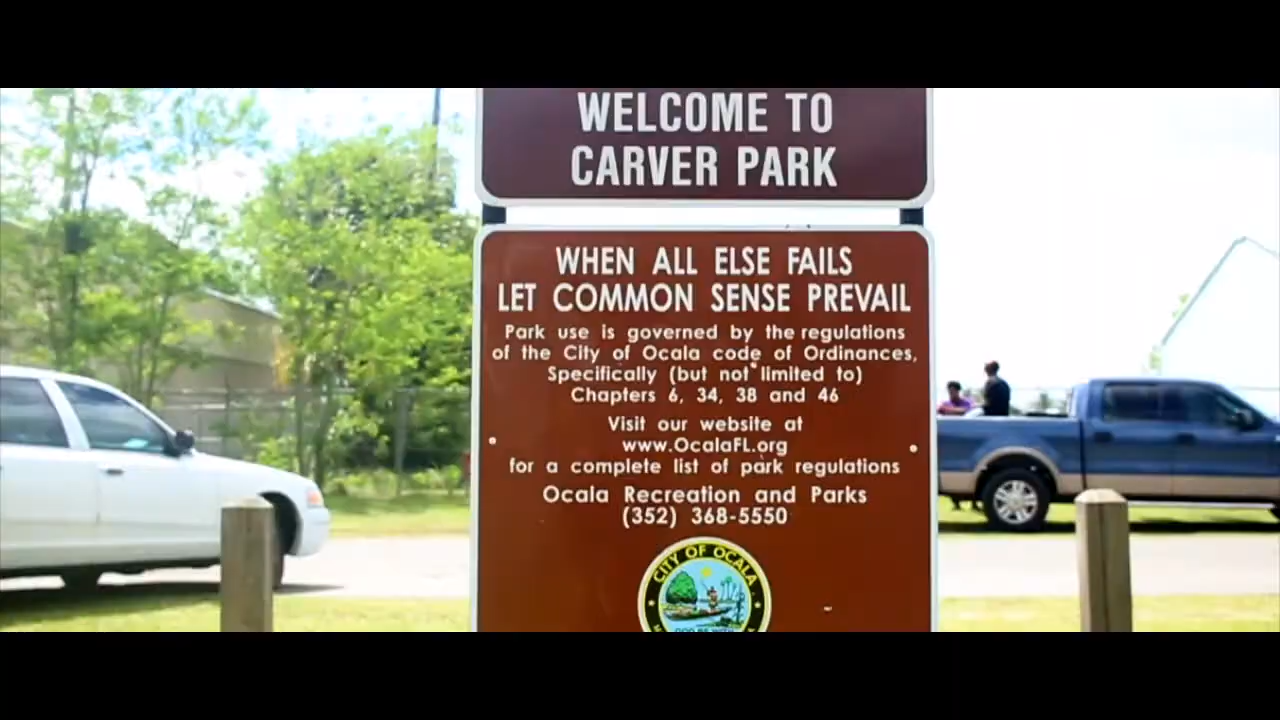 WELCOME TO
CARVER PARK
WHEN ALL ELSE FAILS
LET COMMON SENSE PREVAIL
Park use is governed by the regulations
of the City of Ocala code of Ordinances,
Specifically (but not limited to)
Chapters 6, 34, 38 and 46
Visit our website at
www.OcalaFL.org
for a complete list of park regulations
Ocala Recreation and Parks
(352) 368-5550
CITY OF OCALA
GOD BE WITH